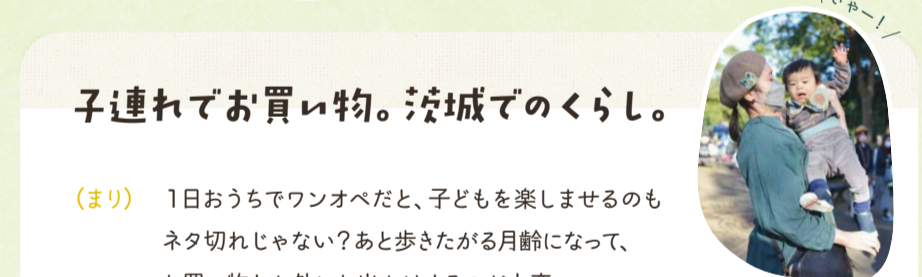 子連れでお買い物。茨城でのくらし。
(まり) 1日おうちでワンオペだと、子どもを楽しませるのも
ネタ切れじゃない？あと歩きたがる月齢になって、